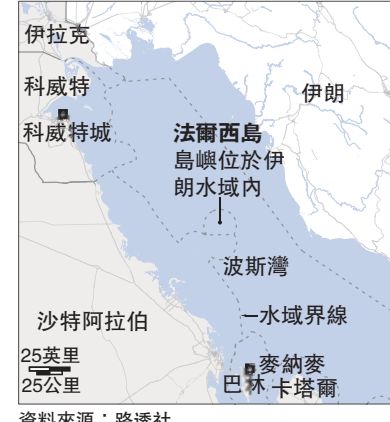 伊拉克
科威特
伊朗
科威特城
法爾西島
島嶼位於伊
朗水域內
波斯灣
沙特阿拉伯
水域界線
25英里
25公里
麥納麥
巴林
卡塔爾
資料來源：路透社